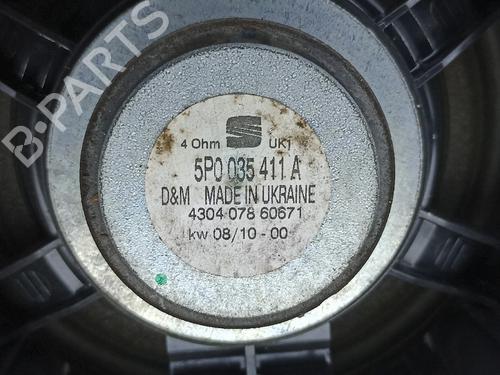 B-PARTS
4 Ohm UK1
5P0 035 411 A
D&M MADE IN UKRAINE
4304 078 60671
kw 08/10 - 00